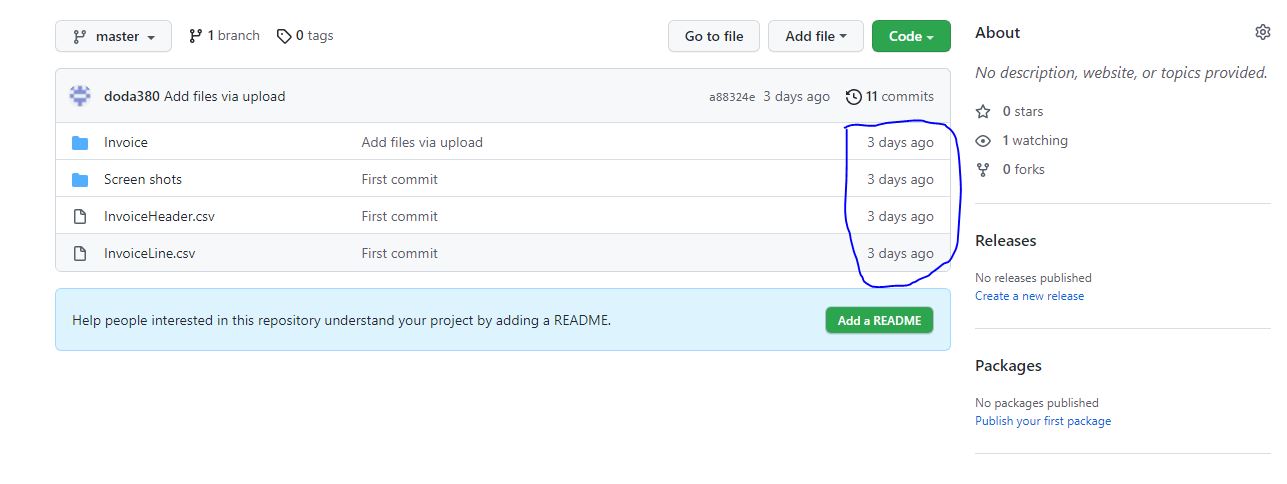 master 1 branch 0 tags Go to file Add file Code
doda380 Add files via upload a88324e 3 days ago 11 commits
Invoice Add files via upload 3 days ago
Screen shots First commit 3 days ago
InvoiceHeader.csv First commit 3 days ago
InvoiceLine.csv First commit 3 days ago
Help people interested in this repository understand your project by adding a README. Add a README
About
No description, website, or topics provided.
0 stars
1 watching
0 forks
Releases
No releases published
Create a new release
Packages
No packages published
Publish your first package